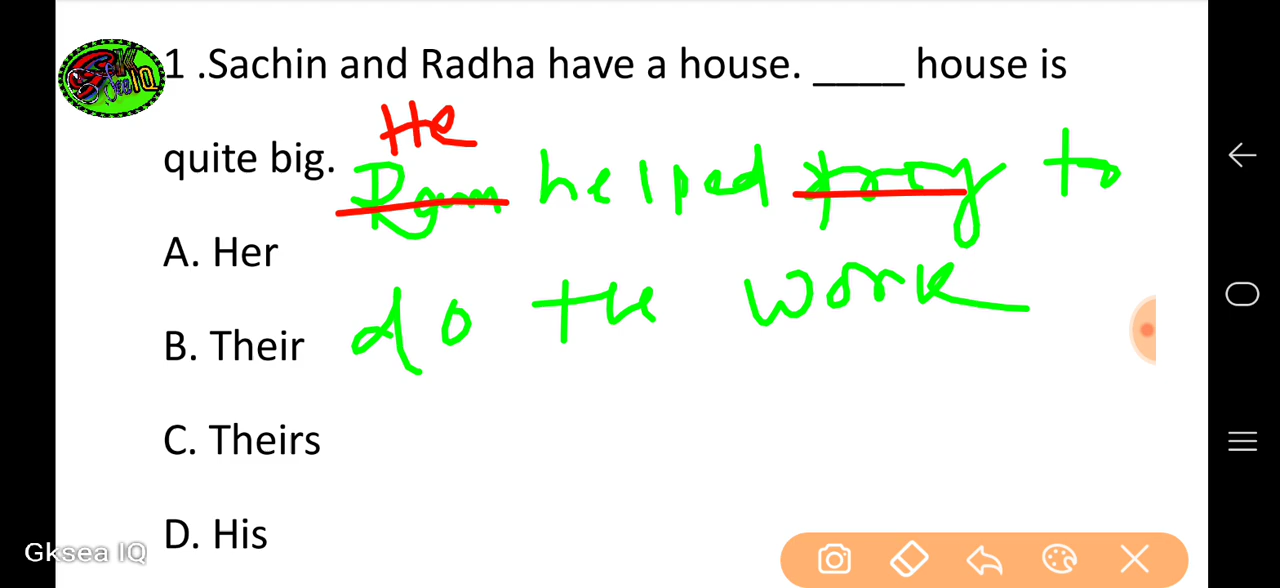 1 .Sachin and Radha have a house. ____ house is
He
quite big. Ram helped to
A. Her
do the work
B. Their
C. Theirs
D. His
Gksea IQ